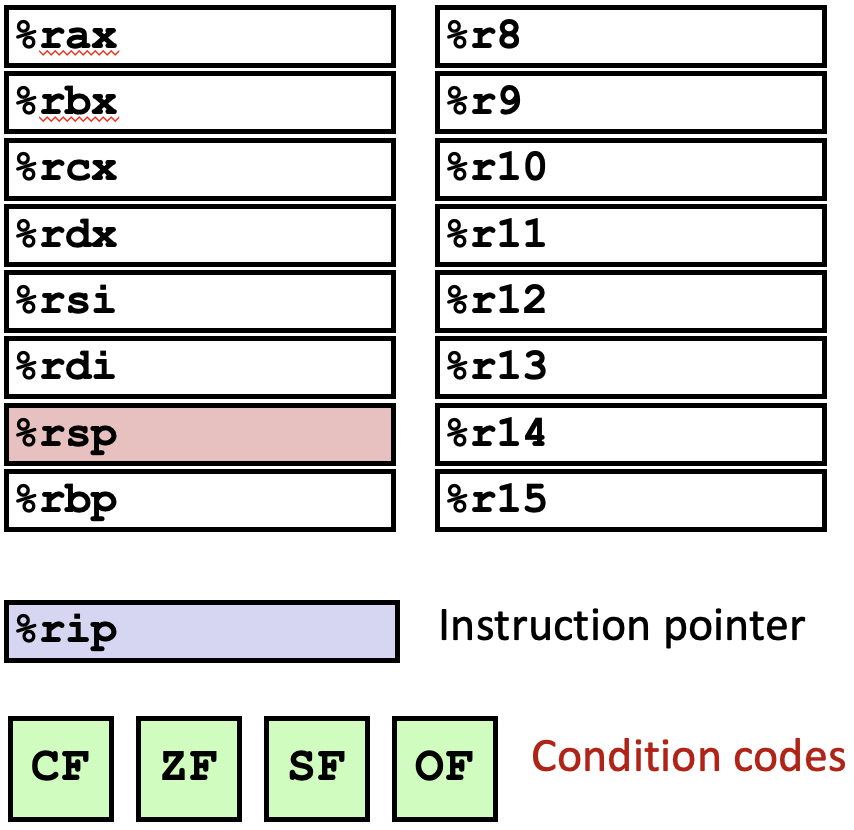 %rax %r8
%rbx %r9
%rcx %r10
%rdx %r11
%rsi %r12
%rdi %r13
%rsp %r14
%rbp %r15
%rip Instruction pointer
CF ZF SF OF Condition codes